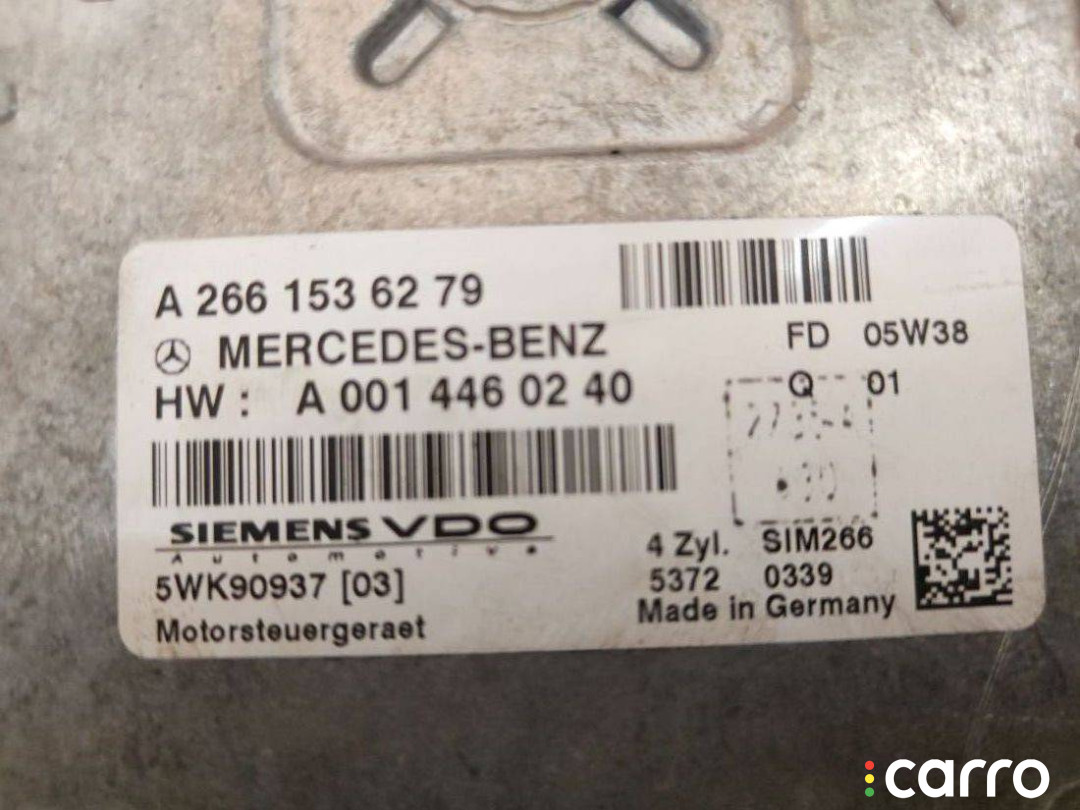 A 266 153 62 79
MERCEDES-BENZ
HW : A 001 446 02 40
FD 05W38
Q 01
SIEMENS VDO
Automotive
5WK90937 [03]
Motorsteuergeraet
4 Zyl. SIM266
5372 0339
Made in Germany
carro